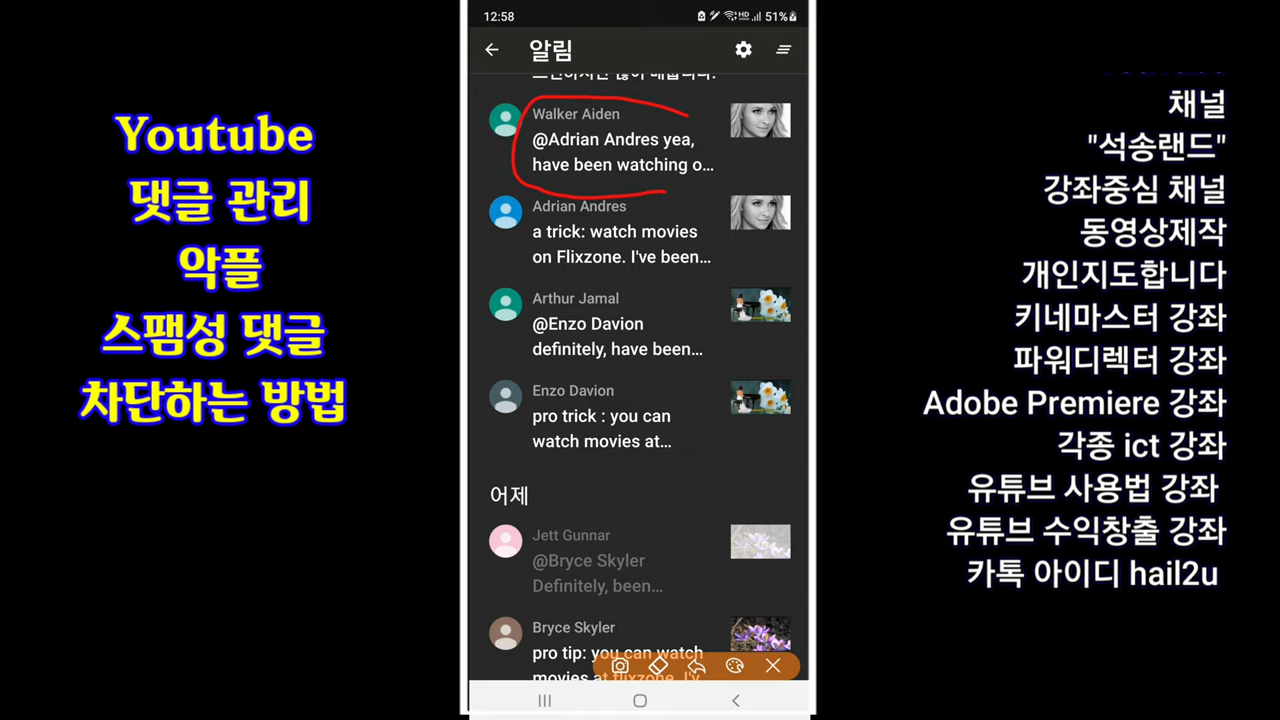 Youtube
댓글 관리
악플
스팸성 댓글
차단하는 방법
12:58
51%
알림
Walker Aiden
@Adrian Andres yea,
have been watching o...
Adrian Andres
a trick: watch movies
on Flixzone. I've been...
Arthur Jamal
@Enzo Davion
definitely, have been...
Enzo Davion
pro trick : you can
watch movies at...
어제
Jett Gunnar
@Bryce Skyler
Definitely, been...
Bryce Skyler
pro tip: you can watch
movies at flixzone. I'v
채널
"석송랜드"
강좌중심 채널
동영상제작
개인지도합니다
키네마스터 강좌
파워디렉터 강좌
Adobe Premiere 강좌
각종 ict 강좌
유튜브 사용법 강좌
유튜브 수익창출 강좌
카톡 아이디 hail2u